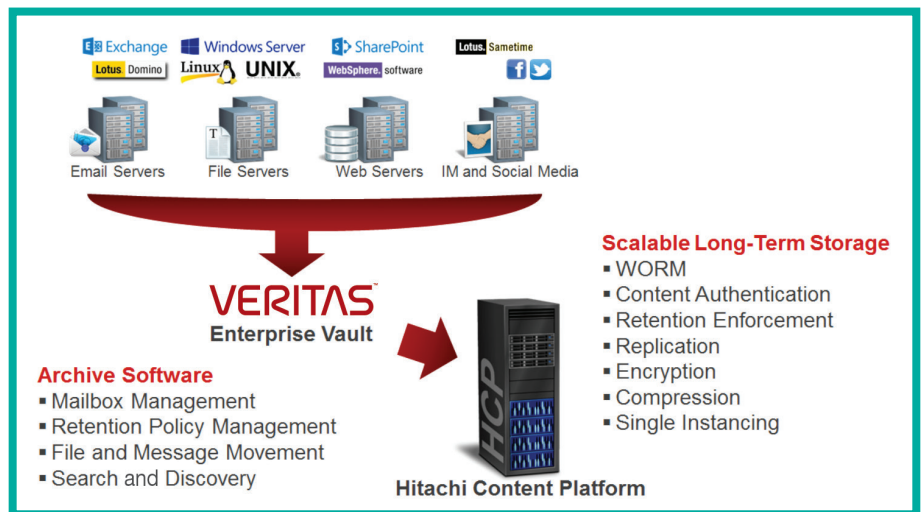 Exchange
Windows Server
SharePoint
Lotus. Sametime
Lotus. Domino
Linux
UNIX.
WebSphere. software
f
T
Email Servers
File Servers
Web Servers
IM and Social Media
VERITAS™
Enterprise Vault
Archive Software
▪ Mailbox Management
▪ Retention Policy Management
▪ File and Message Movement
▪ Search and Discovery
HCP
Hitachi Content Platform
Scalable Long-Term Storage
▪ WORM
▪ Content Authentication
▪ Retention Enforcement
▪ Replication
▪ Encryption
▪ Compression
▪ Single Instancing